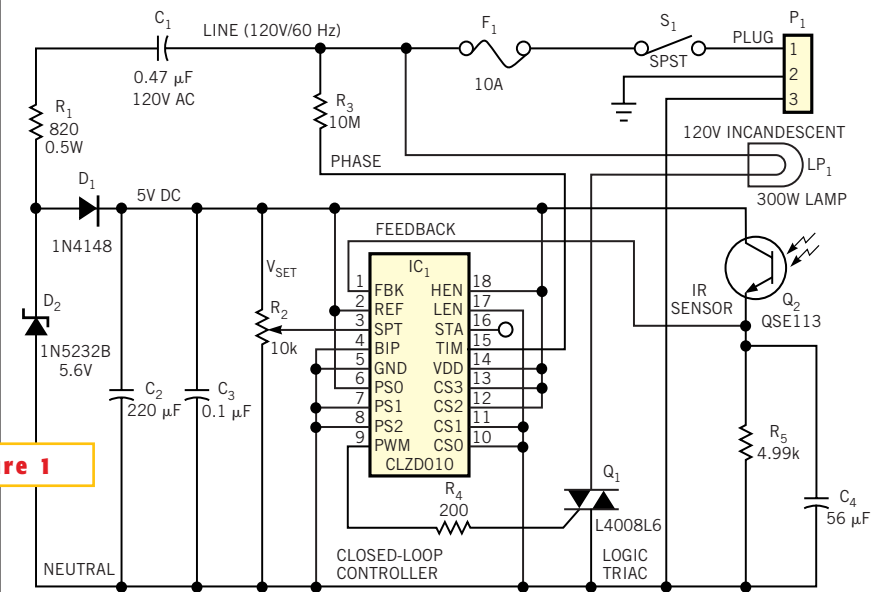 C1
LINE (120V/60 Hz)
F1
S1
P1
PLUG
1
2
3
0.47 μF
120V AC
10A
SPST
R1
820
0.5W
R3
10M
PHASE
120V INCANDESCENT
LP1
300W LAMP
D1
5V DC
1N4148
FEEDBACK
VSET
R2
10k
IC1
1 FBK HEN 18
2 REF LEN 17
3 SPT STA 16
4 BIP TIM 15
5 GND VDD 14
6 PS0 CS3 13
7 PS1 CS2 12
8 PS2 CS1 11
9 PWM CS0 10
CLZD010
IR
SENSOR
Q2
QSE113
D2
1N5232B
5.6V
C2
220 μF
C3
0.1 μF
R5
4.99k
C4
56 μF
re 1
R4
200
Q1
L4008L6
NEUTRAL
CLOSED-LOOP
CONTROLLER
LOGIC
TRIAC